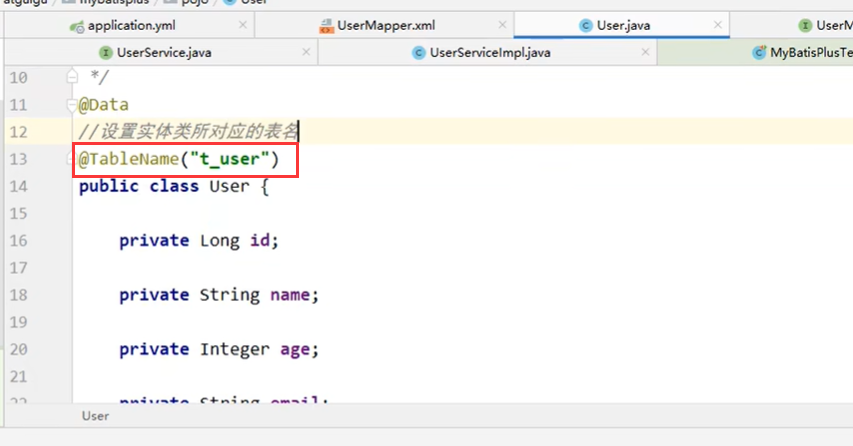 atguigu mybatisplus pojo User
application.yml UserMapper.xml User.java UserM
UserService.java UserServiceImpl.java MyBatisPlusTe
10 */
11 @Data
12 //设置实体类所对应的表名
13 @TableName("t_user")
14 public class User {
15
16 private Long id;
17
18 private String name;
19
20 private Integer age;
21
22 private String email;
User